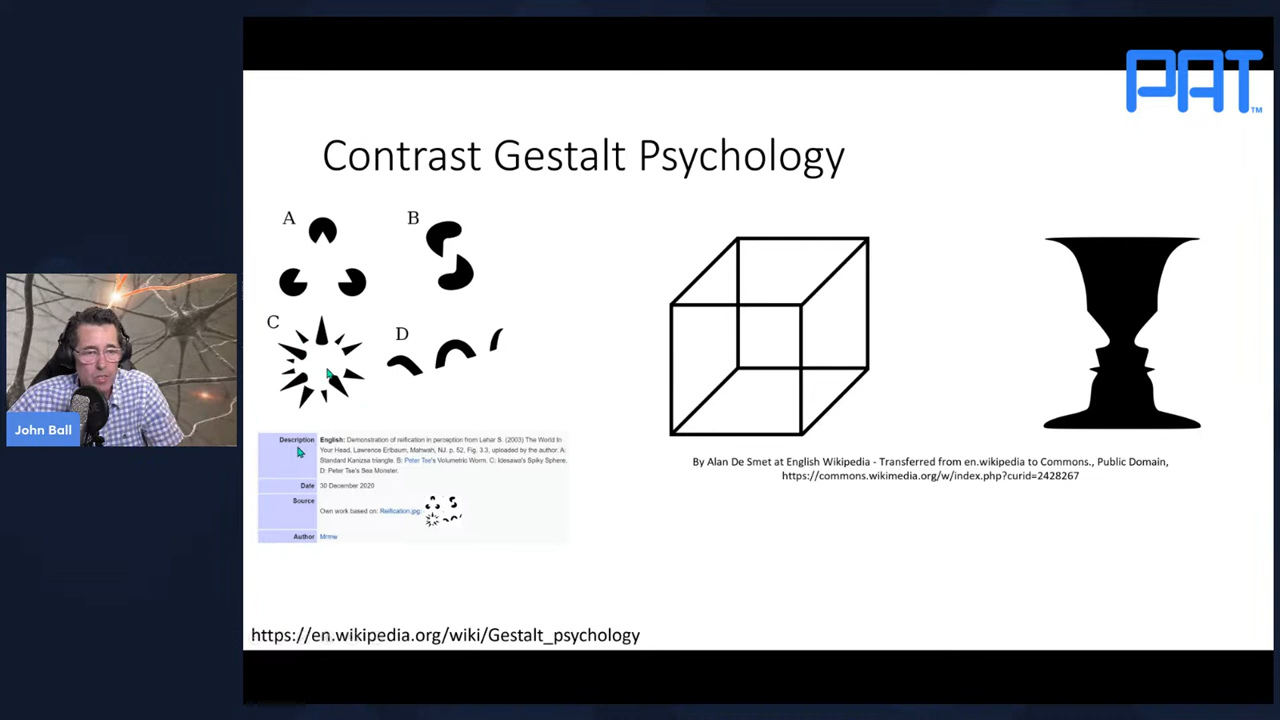 PAT™
Contrast Gestalt Psychology
A
B
C
D
John Ball
Description
English: Demonstration of reification in perception from Lehar S. (2003) The World In
Your Head, Lawrence Erlbaum, Mahwah, NJ. p. 52, Fig. 3.3, uploaded by the author. A:
Standard Kanizsa triangle. B: Peter Tse's Volumetric Worm. C: Idesawa's Spiky Sphere.
D: Peter Tse's Sea Monster.
Date
30 December 2020
Source
Own work based on: Reification.jpg:
Author
Mrmw
By Alan De Smet at English Wikipedia - Transferred from en.wikipedia to Commons., Public Domain,
https://commons.wikimedia.org/w/index.php?curid=2428267
https://en.wikipedia.org/wiki/Gestalt_psychology